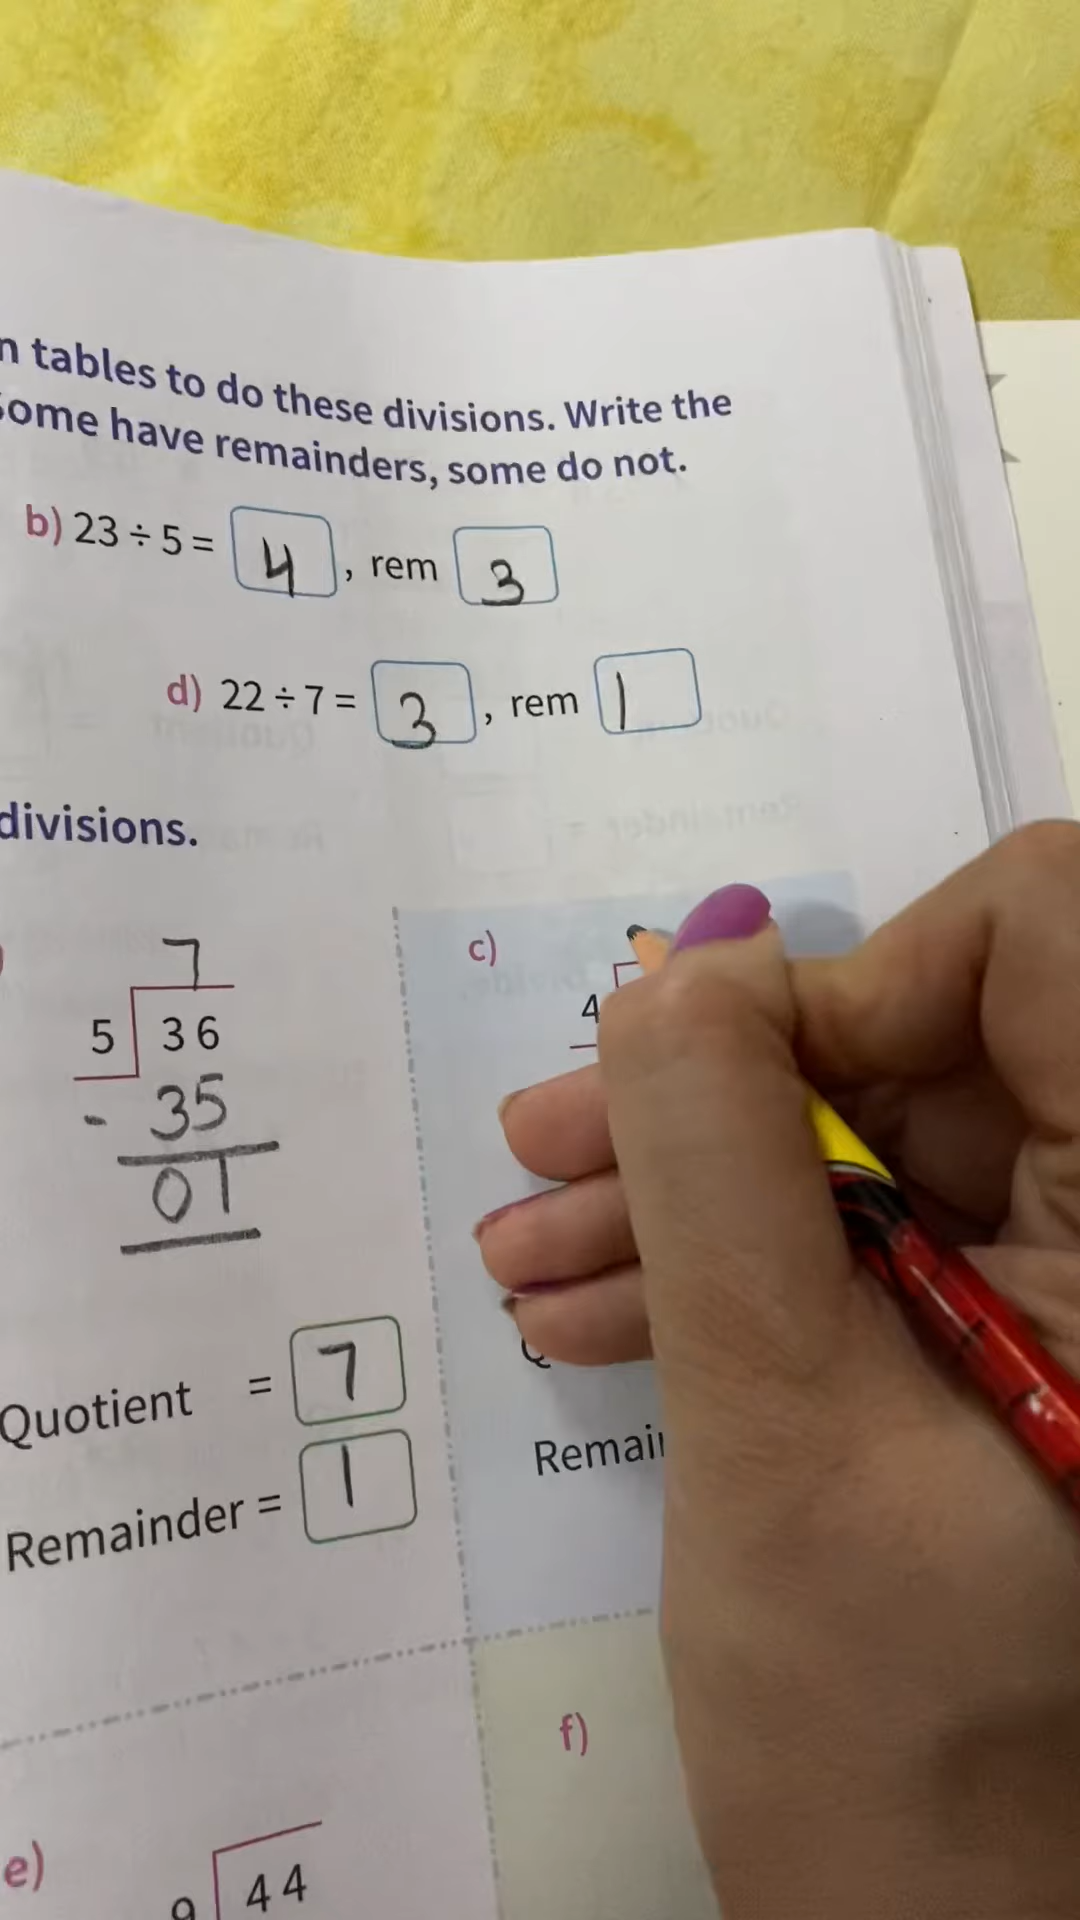 tables to do these divisions. Write the
ome have remainders, some do not.
b) 23 ÷ 5 = 4 , rem 3
d) 22 ÷ 7 = 3 , rem 1
divisions.
7
5 36
- 35
01
Quotient = 7
Remainder = 1
c)
4
Remai
f)
e)
9 44